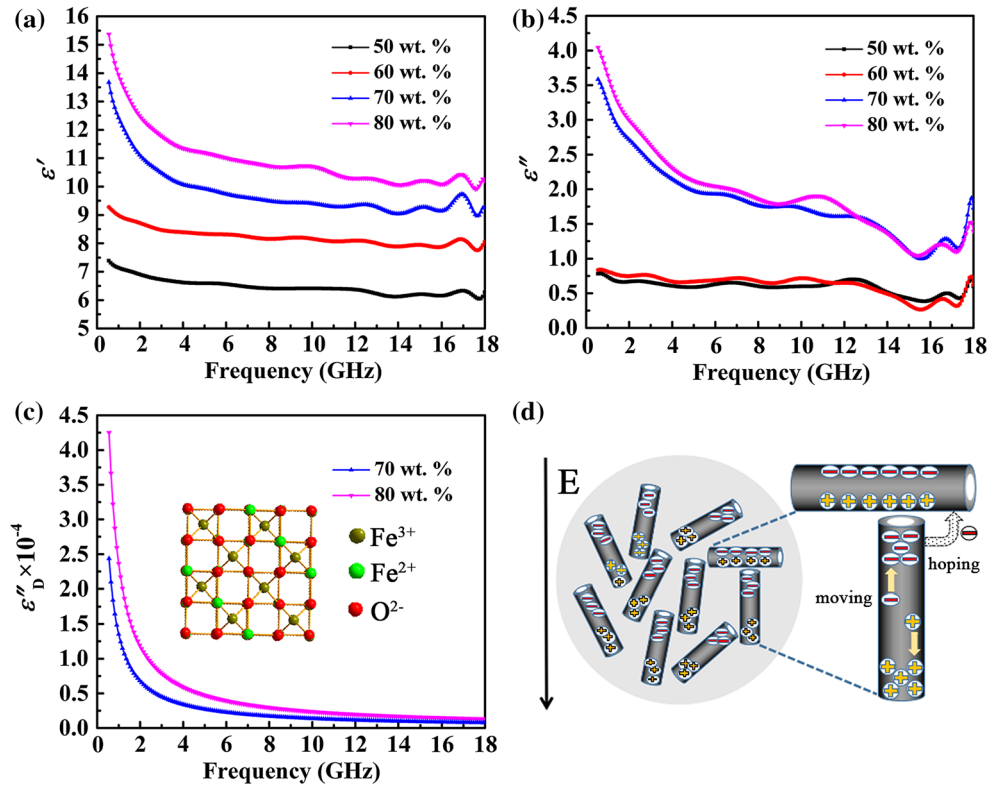 (a)
16
15
14
13
12
11
10
9
8
7
6
5
ε′
50 wt. %
60 wt. %
70 wt. %
80 wt. %
0 2 4 6 8 10 12 14 16 18
Frequency (GHz)
(b)
4.5
4.0
3.5
3.0
2.5
2.0
1.5
1.0
0.5
0.0
ε″
50 wt. %
60 wt. %
70 wt. %
80 wt. %
0 2 4 6 8 10 12 14 16 18
Frequency (GHz)
(c)
4.5
4.0
3.5
3.0
2.5
2.0
1.5
1.0
0.5
0.0
ε″D×10-4
70 wt. %
80 wt. %
Fe3+
Fe2+
O2-
0 2 4 6 8 10 12 14 16 18
Frequency (GHz)
(d)
E
hoping
moving